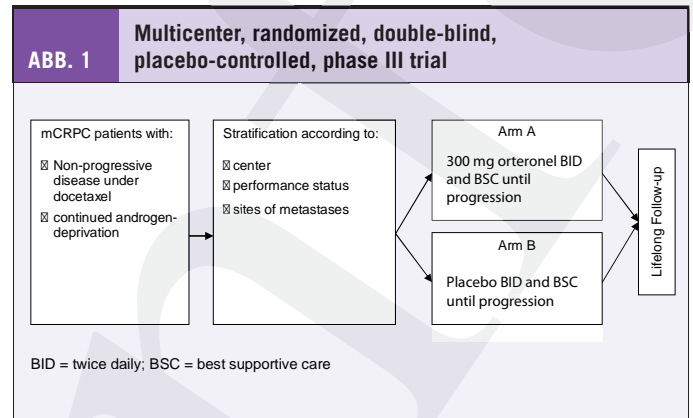 ABB. 1
Multicenter, randomized, double-blind,
placebo-controlled, phase III trial
mCRPC patients with:
Non-progressive
disease under
docetaxel
continued androgen-
deprivation
Stratification according to:
center
performance status
sites of metastases
Arm A
300 mg orteronel BID
and BSC until
progression
Arm B
Placebo BID and BSC
until progression
Lifelong Follow-up
BID = twice daily; BSC = best supportive care